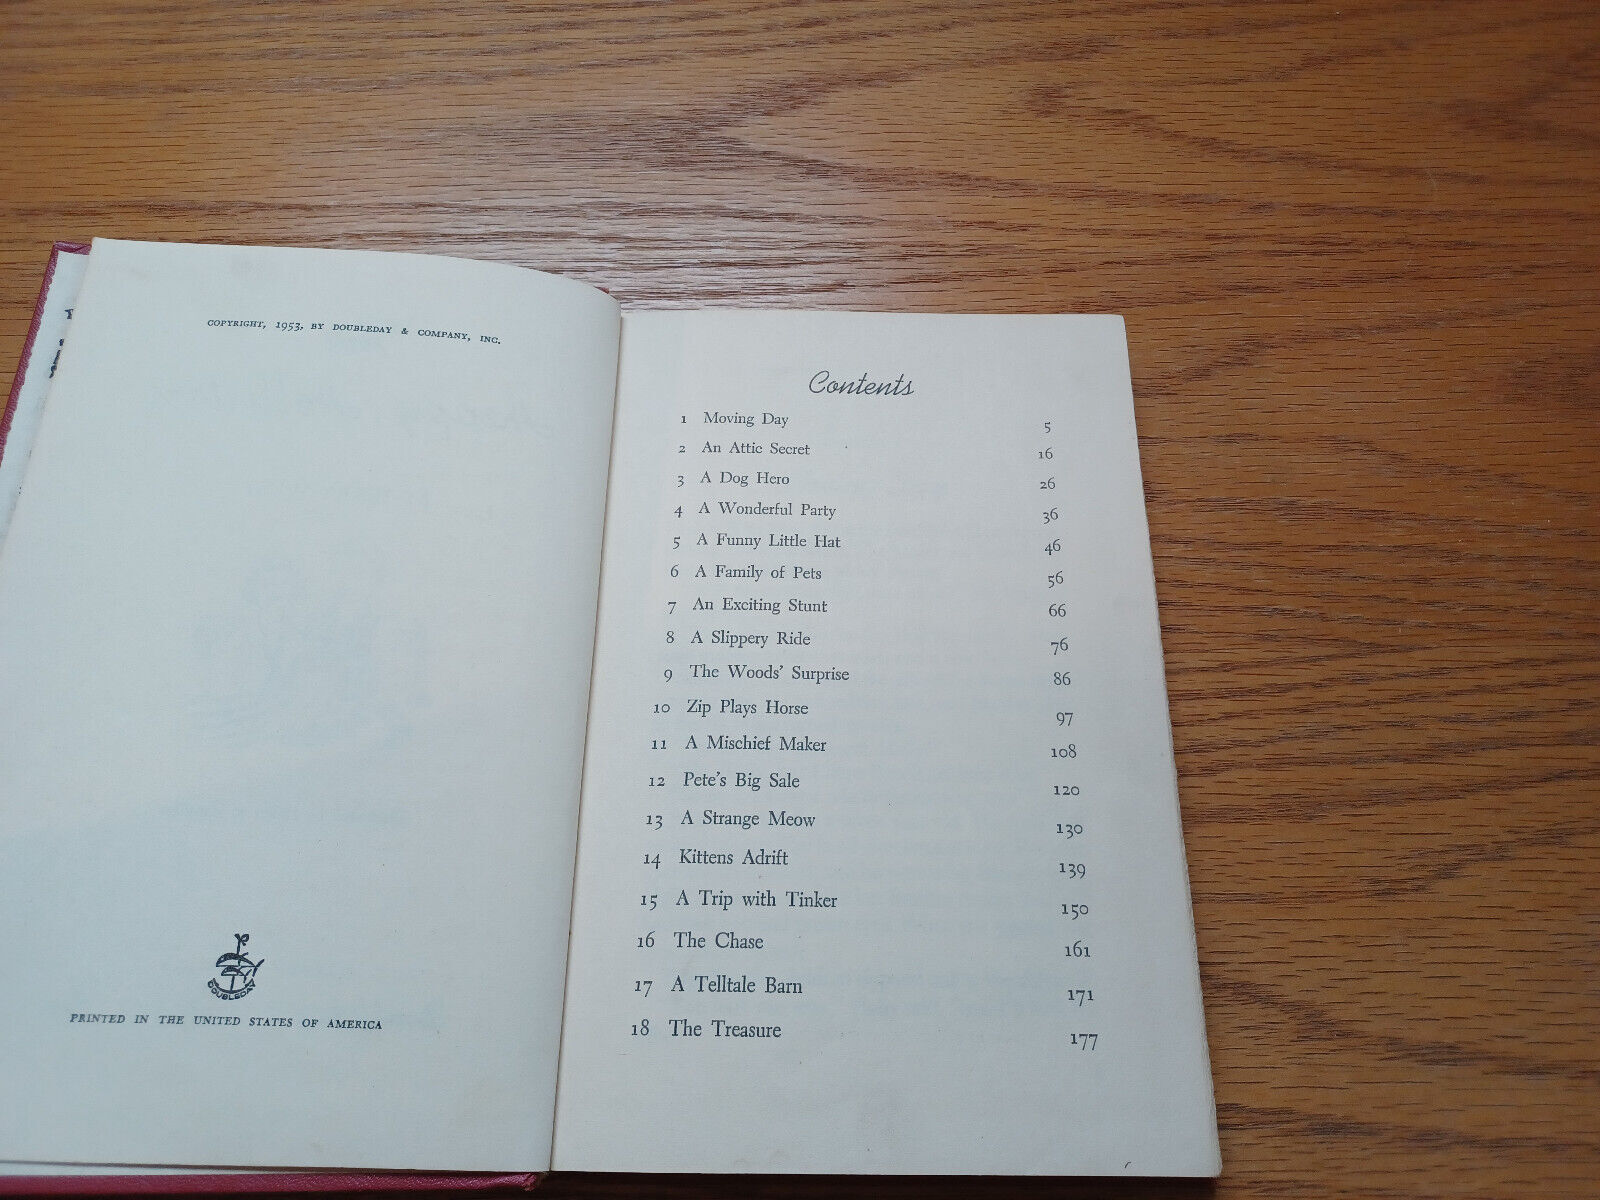 COPYRIGHT, 1953, BY DOUBLEDAY & COMPANY, INC.
DOUBLEDAY
PRINTED IN THE UNITED STATES OF AMERICA
Contents
1 Moving Day 5
2 An Attic Secret 16
3 A Dog Hero 26
4 A Wonderful Party 36
5 A Funny Little Hat 46
6 A Family of Pets 56
7 An Exciting Stunt 66
8 A Slippery Ride 76
9 The Woods' Surprise 86
10 Zip Plays Horse 97
11 A Mischief Maker 108
12 Pete's Big Sale 120
13 A Strange Meow 130
14 Kittens Adrift 139
15 A Trip with Tinker 150
16 The Chase 161
17 A Telltale Barn 171
18 The Treasure 177